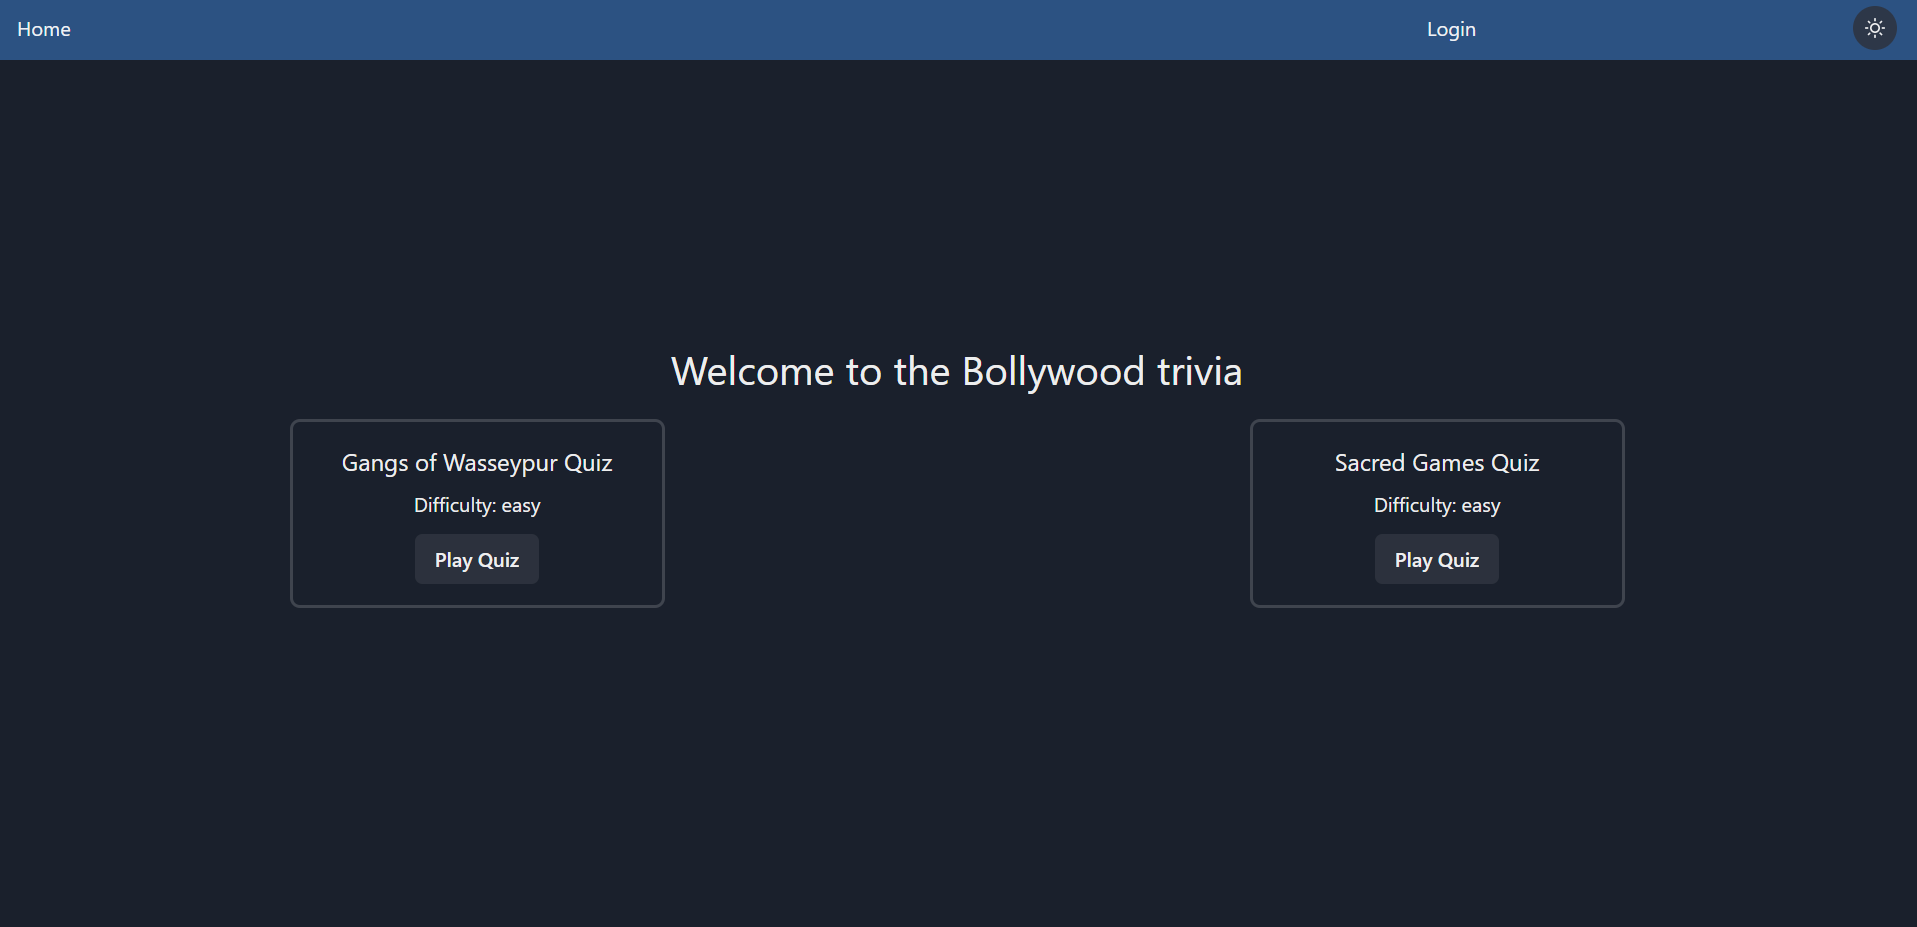 Home
Login
Welcome to the Bollywood trivia
Gangs of Wasseypur Quiz
Difficulty: easy
Play Quiz
Sacred Games Quiz
Difficulty: easy
Play Quiz